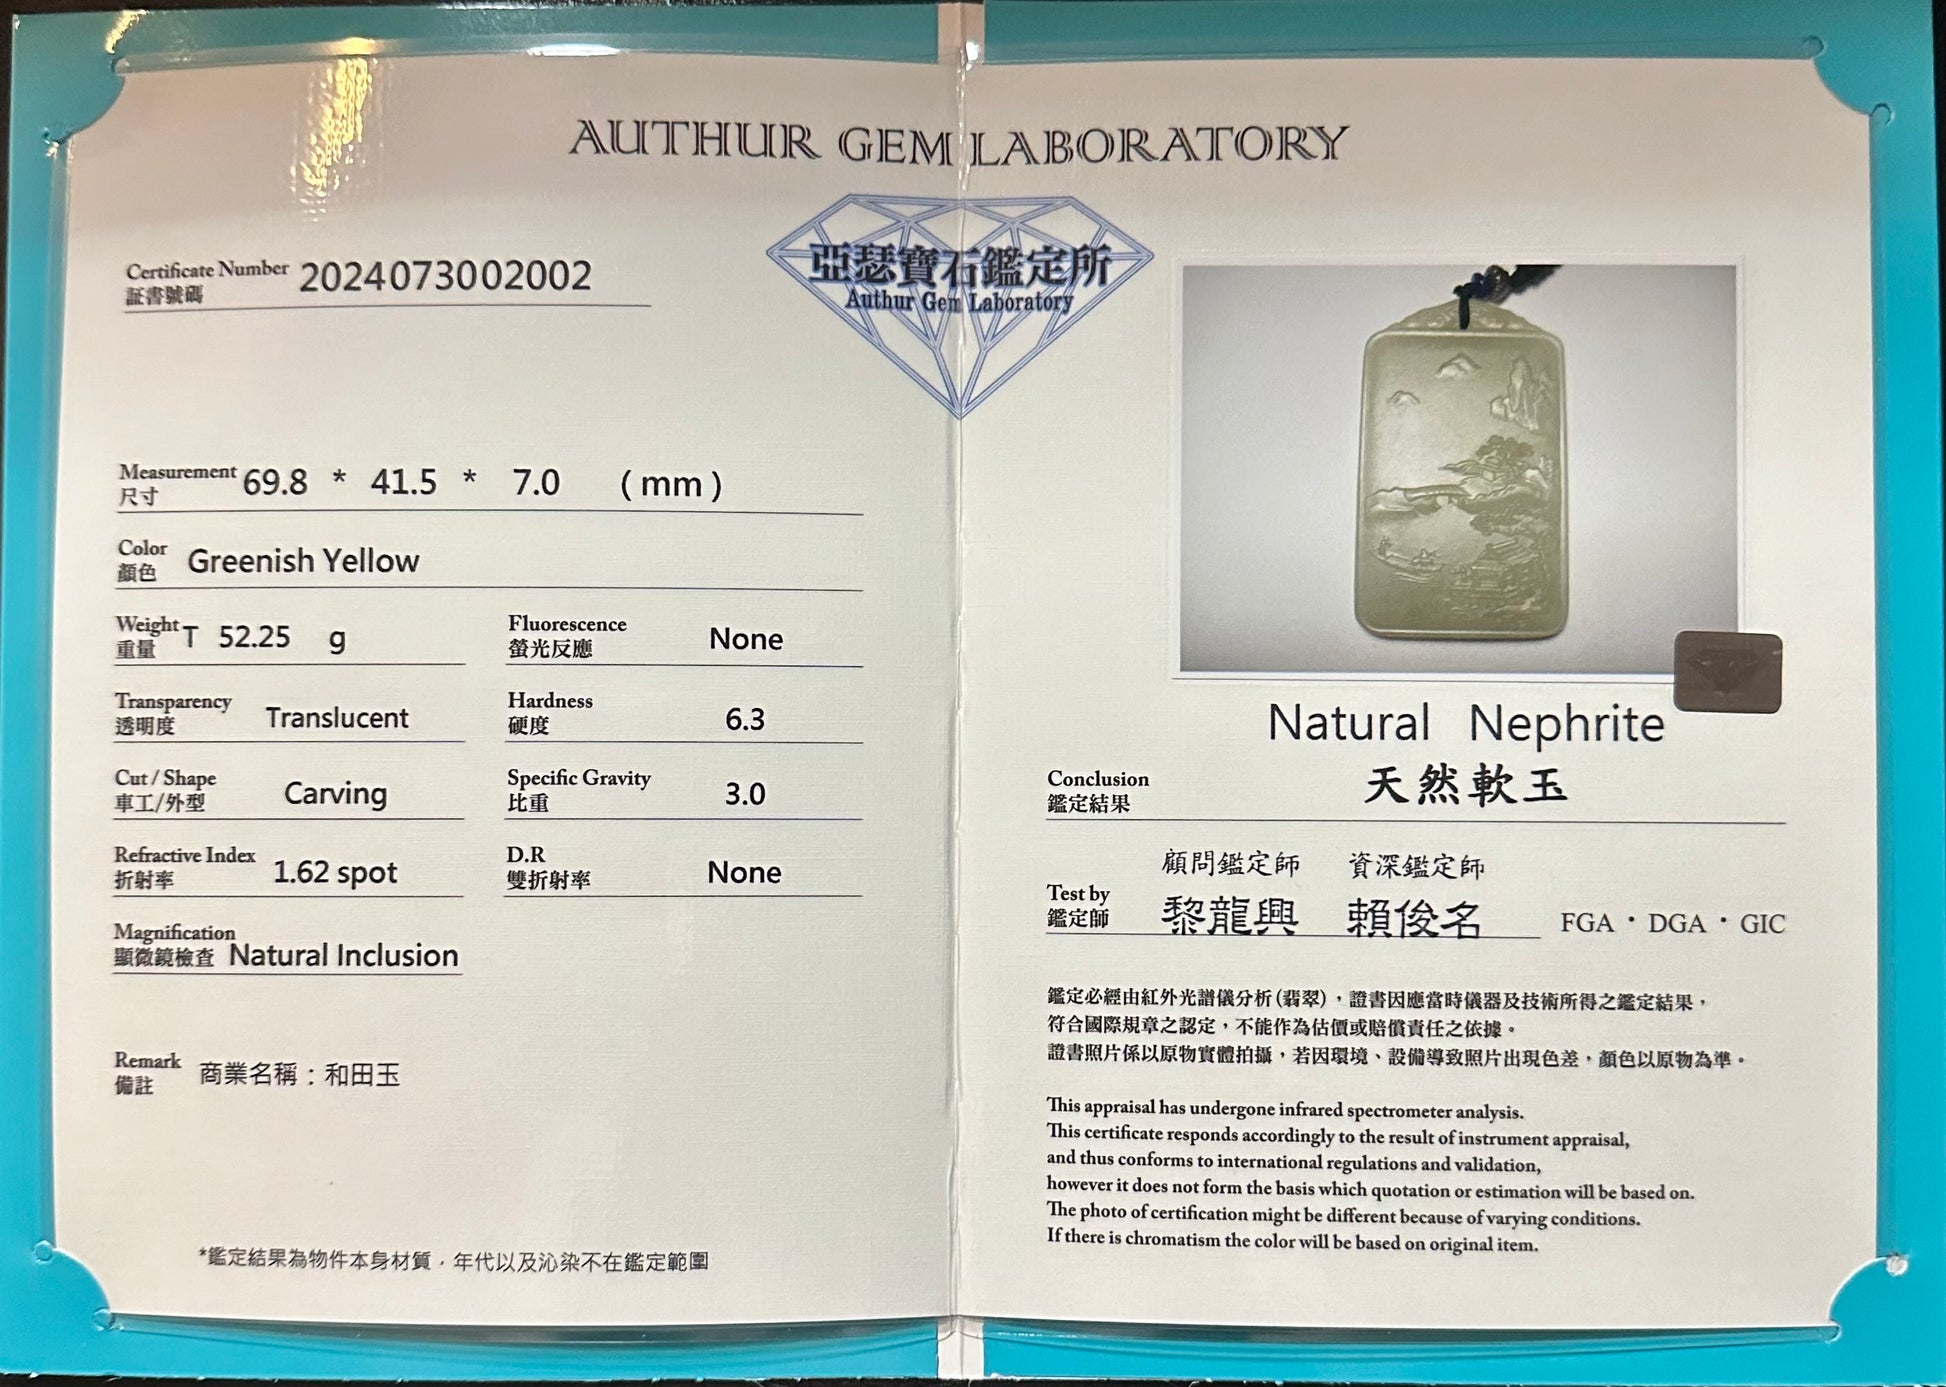 AUTHUR GEM LABORATORY
亞瑟寶石鑑定所
Authur Gem Laboratory
Certificate Number 2024073002002
証書號碼
Measurement 69.8 * 41.5 * 7.0 (mm)
尺寸
Color Greenish Yellow
顏色
Weight T 52.25 g
重量
Fluorescence None
螢光反應
Transparency Translucent
透明度
Hardness 6.3
硬度
Cut / Shape Carving
車工/外型
Specific Gravity 3.0
比重
Refractive Index 1.62 spot
折射率
D.R None
雙折射率
Magnification Natural Inclusion
顯微鏡檢查
Remark 商業名稱：和田玉
備註
*鑑定結果為物件本身材質，年代以及沁染不在鑑定範圍
Natural Nephrite
Conclusion 天然軟玉
鑑定結果
顧問鑑定師 資深鑑定師
Test by 黎龍興 賴俊名 FGA・DGA・GIC
鑑定師
鑑定必經由紅外光譜儀分析(翡翠)，證書因應當時儀器及技術所得之鑑定結果，
符合國際規章之認定，不能作為估價或賠償責任之依據。
證書照片係以原物實體拍攝，若因環境、設備導致照片出現色差，顏色以原物為準。
This appraisal has undergone infrared spectrometer analysis.
This certificate responds accordingly to the result of instrument appraisal,
and thus conforms to international regulations and validation,
however it does not form the basis which quotation or estimation will be based on.
The photo of certification might be different because of varying conditions.
If there is chromatism the color will be based on original item.